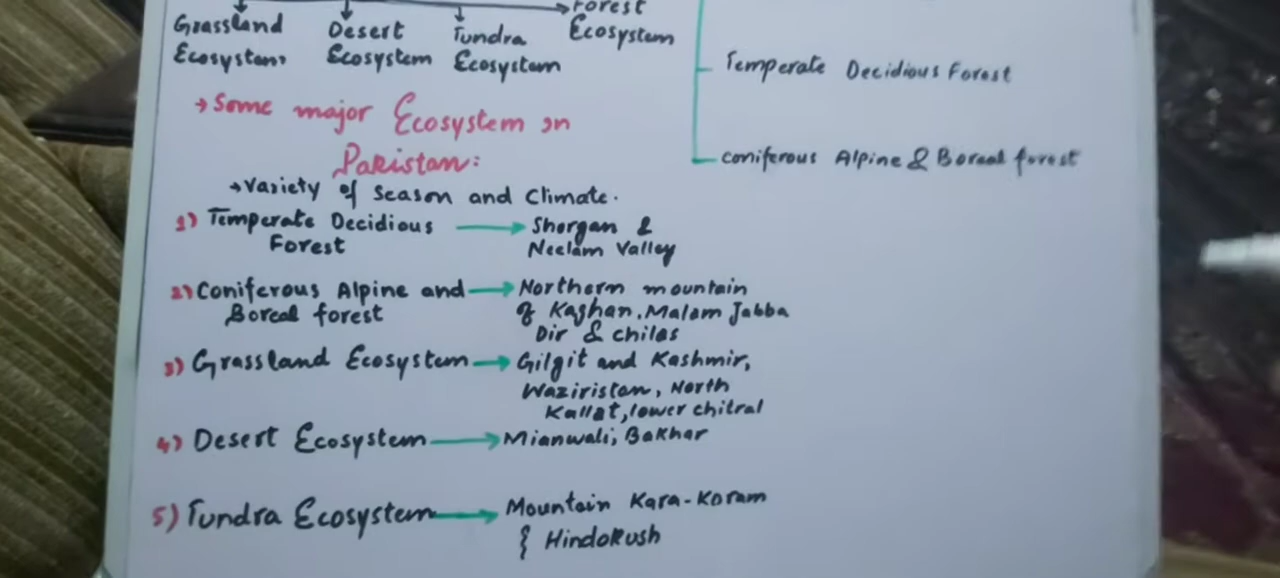 Forest
Grassland Desert Tundra Ecosystem
Ecosystem Ecosystem Ecosystem
Temperate Decidious Forest
coniferous Alpine & Boreal forest
→ Some major Ecosystem in
Pakistan:
→ Variety of Season and Climate.
1) Temperate Decidious → Shorgan &
Forest Neelam Valley
2) Coniferous Alpine and → Northern mountain
Boreal forest of Kaghan, Malam Jabba
Dir & chilas
3) Grassland Ecosystem → Gilgit and Kashmir,
Waziristan, North
Kallat, lower chitral
4) Desert Ecosystem → Mianwali, Bakhar
5) Tundra Ecosystem → Mountain Kara-Koram
& HindoKush